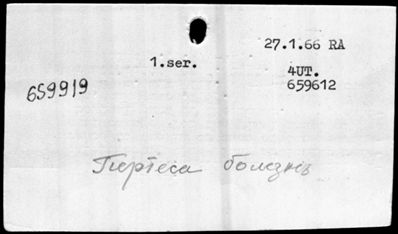 27.1.66 RA
1.ser.
4UT.
659919
659612
Пертеса болезнь